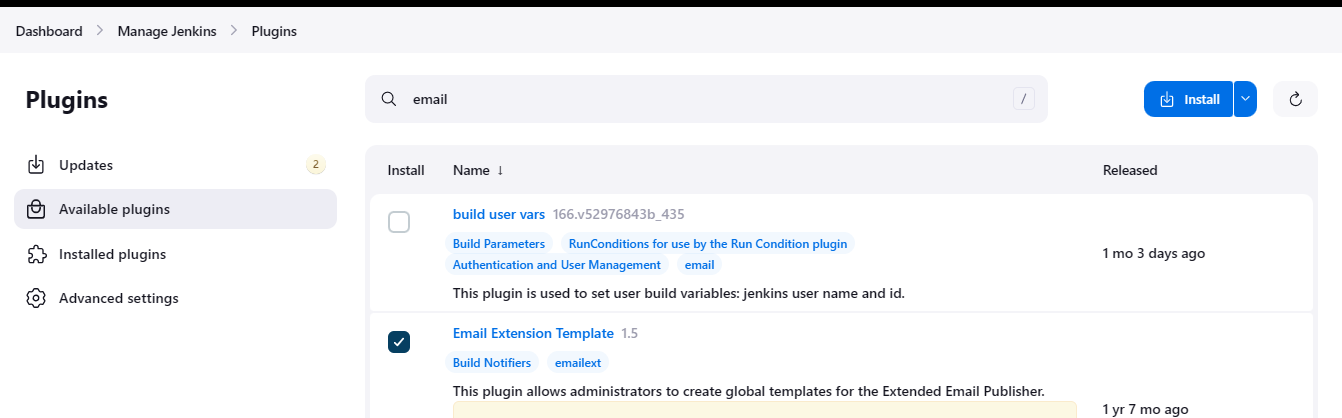 Dashboard > Manage Jenkins > Plugins
Plugins
email
/
Install
Updates 2
Available plugins
Installed plugins
Advanced settings
Install Name ↓ Released
build user vars 166.v52976843b_435
Build Parameters RunConditions for use by the Run Condition plugin
Authentication and User Management email
This plugin is used to set user build variables: jenkins user name and id.
1 mo 3 days ago
Email Extension Template 1.5
Build Notifiers emailext
This plugin allows administrators to create global templates for the Extended Email Publisher.
1 yr 7 mo ago